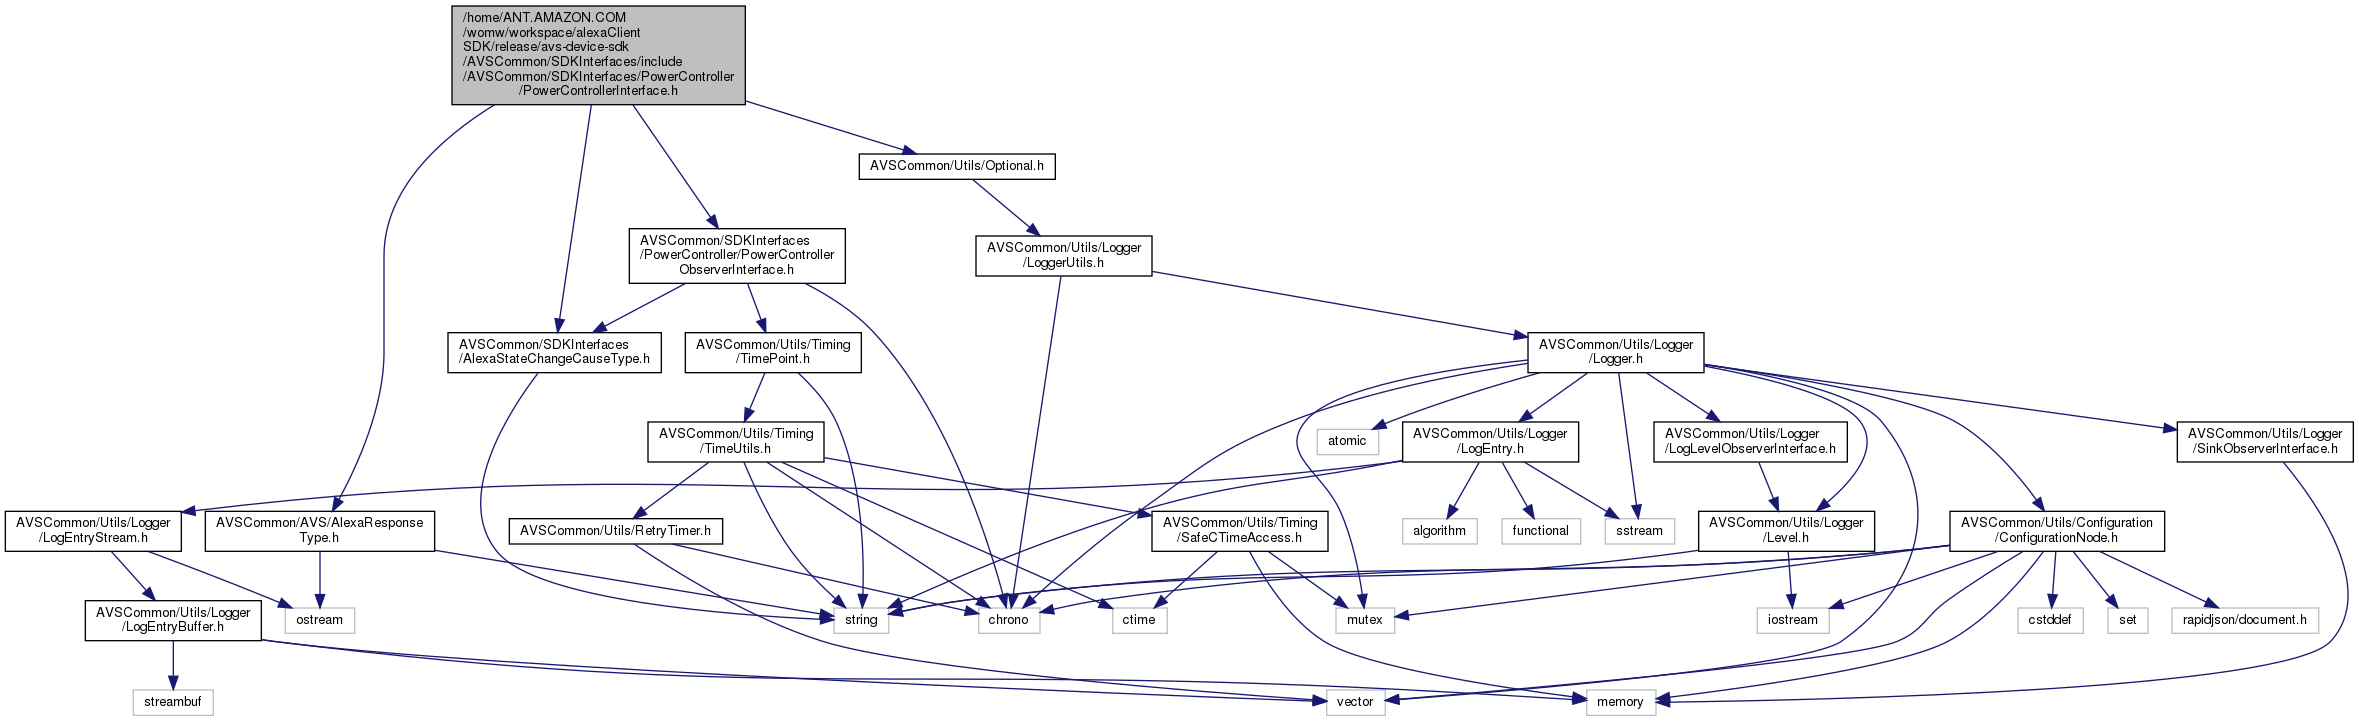 /home/ANT.AMAZON.COM
/womw/workspace/alexaClient
SDK/release/avs-device-sdk
/AVSCommon/SDKInterfaces/include
/AVSCommon/SDKInterfaces/PowerController
/PowerControllerInterface.h
AVSCommon/Utils/Optional.h
AVSCommon/SDKInterfaces
/PowerController/PowerController
ObserverInterface.h
AVSCommon/Utils/Logger
/LoggerUtils.h
AVSCommon/SDKInterfaces
/AlexaStateChangeCauseType.h
AVSCommon/Utils/Timing
/TimePoint.h
AVSCommon/Utils/Logger
/Logger.h
AVSCommon/Utils/Timing
/TimeUtils.h
atomic
AVSCommon/Utils/Logger
/LogEntry.h
AVSCommon/Utils/Logger
/LogLevelObserverInterface.h
AVSCommon/Utils/Logger
/SinkObserverInterface.h
AVSCommon/Utils/Logger
/LogEntryStream.h
AVSCommon/AVS/AlexaResponse
Type.h
AVSCommon/Utils/RetryTimer.h
AVSCommon/Utils/Timing
/SafeCTimeAccess.h
algorithm
functional
sstream
AVSCommon/Utils/Logger
/Level.h
AVSCommon/Utils/Configuration
/ConfigurationNode.h
AVSCommon/Utils/Logger
/LogEntryBuffer.h
ostream
string
chrono
ctime
mutex
iostream
cstddef
set
rapidjson/document.h
streambuf
vector
memory